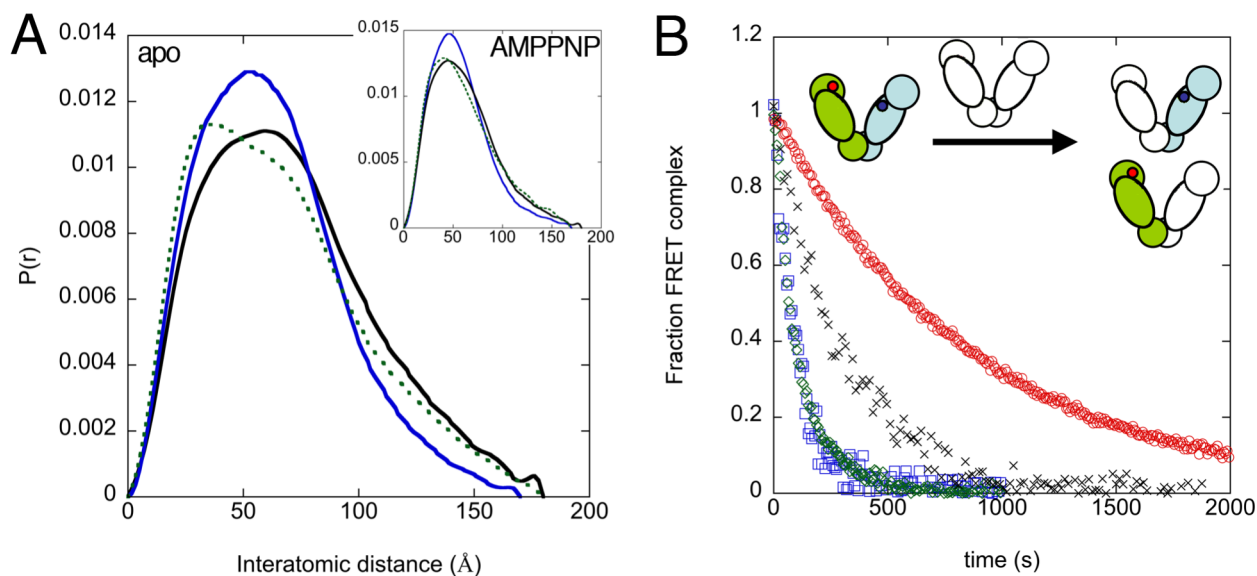 A
apo
0.014
0.012
0.01
0.008
0.006
0.004
0.002
0
0 50 100 150 200
P(r)
Interatomic distance (Å)
AMPPNP
0.015
0.010
0.005
0
0 50 100 150 200
B
1.2
1
0.8
0.6
0.4
0.2
0
0 500 1000 1500 2000
Fraction FRET complex
time (s)